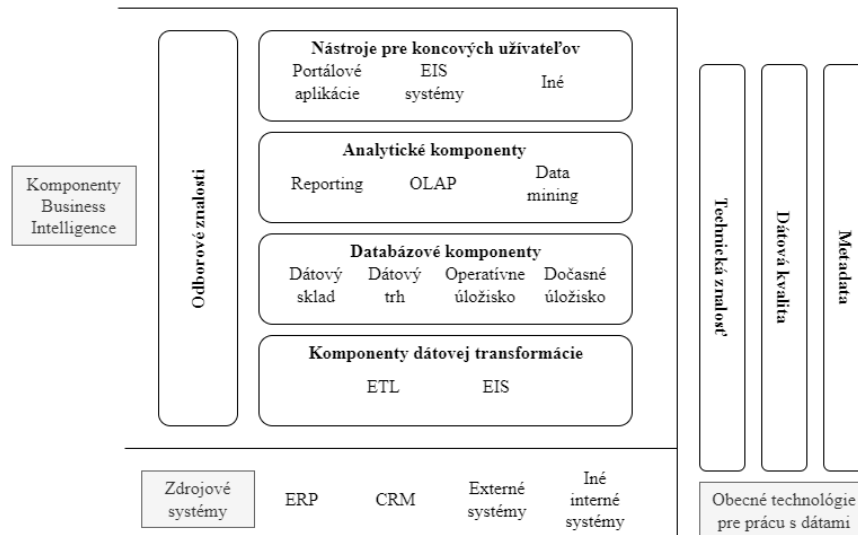 Komponenty
Business
Intelligence
Odborové znalosti
Nástroje pre koncových užívateľov
Portálové
aplikácie
EIS
systémy
Iné
Analytické komponenty
Reporting
OLAP
Data
mining
Databázové komponenty
Dátový
sklad
Dátový
trh
Operatívne
úložisko
Dočasné
úložisko
Komponenty dátovej transformácie
ETL
EIS
Zdrojové
systémy
ERP
CRM
Externé
systémy
Iné
interné
systémy
Technická znalosť
Dátová kvalita
Metadata
Obecné technológie
pre prácu s dátami